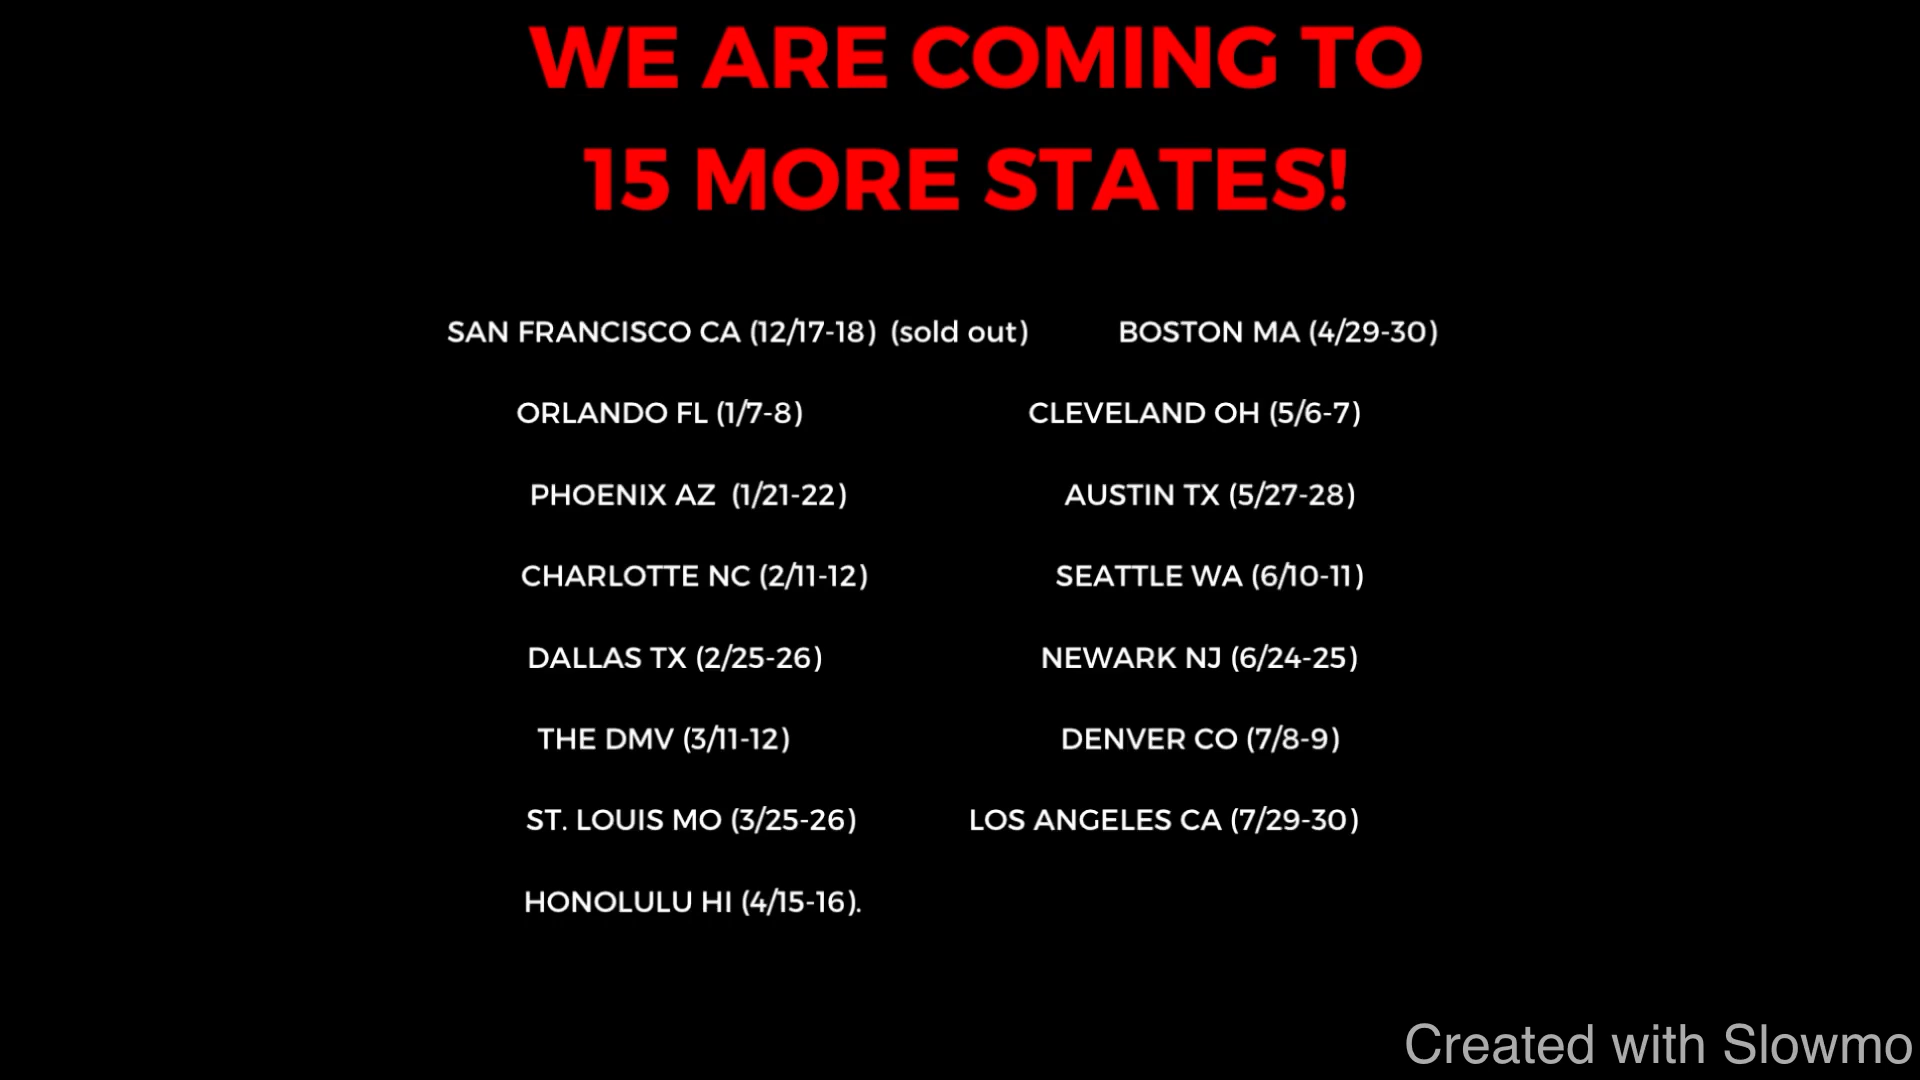 WE ARE COMING TO
15 MORE STATES!
SAN FRANCISCO CA (12/17-18) (sold out) BOSTON MA (4/29-30)
ORLANDO FL (1/7-8) CLEVELAND OH (5/6-7)
PHOENIX AZ (1/21-22) AUSTIN TX (5/27-28)
CHARLOTTE NC (2/11-12) SEATTLE WA (6/10-11)
DALLAS TX (2/25-26) NEWARK NJ (6/24-25)
THE DMV (3/11-12) DENVER CO (7/8-9)
ST. LOUIS MO (3/25-26) LOS ANGELES CA (7/29-30)
HONOLULU HI (4/15-16).
Created with Slowmo